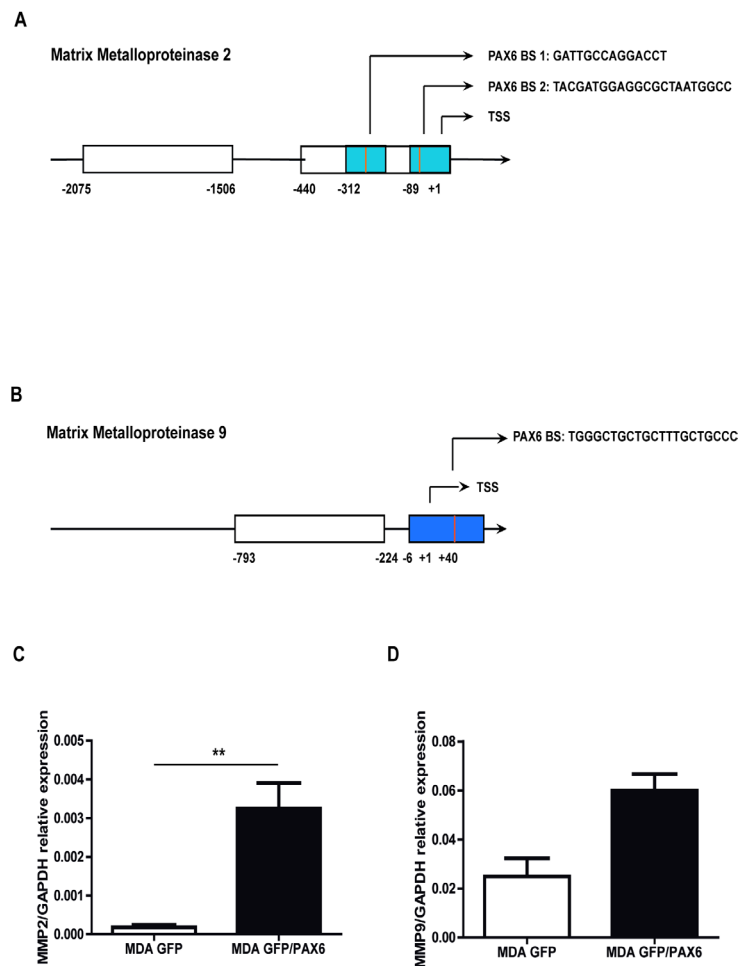 A
Matrix Metalloproteinase 2
PAX6 BS 1: GATTGCCAGGACCT
PAX6 BS 2: TACGATGGAGGCGCTAATGGCC
TSS
-2075 -1506 -440 -312 -89 +1
B
Matrix Metalloproteinase 9
PAX6 BS: TGGGCTGCTGCTTTGCTGCCC
TSS
-793 -224 -6 +1 +40
C
MMP2/GAPDH relative expression
0.005
0.004
0.003
0.002
0.001
0.000
**
MDA GFP MDA GFP/PAX6
D
MMP9/GAPDH relative expression
0.08
0.06
0.04
0.02
0.00
MDA GFP MDA GFP/PAX6